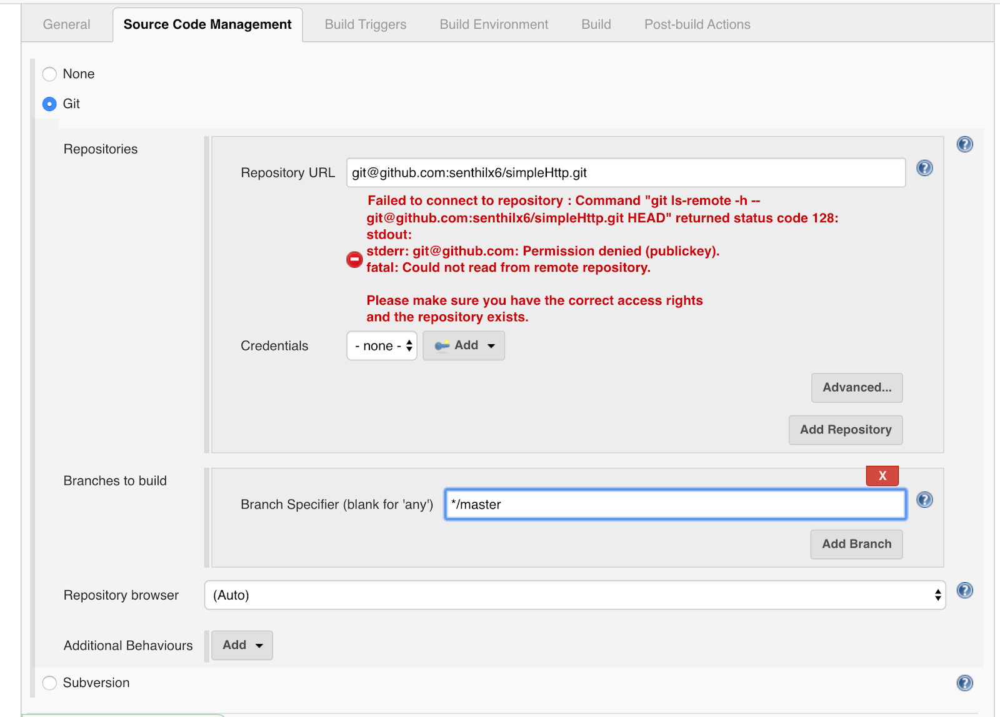 General
Source Code Management
Build Triggers
Build Environment
Build
Post-build Actions
None
Git
Repositories
Repository URL
git@github.com:senthilx6/simpleHttp.git
Failed to connect to repository : Command "git ls-remote -h --
git@github.com:senthilx6/simpleHttp.git HEAD" returned status code 128:
stdout:
stderr: git@github.com: Permission denied (publickey).
fatal: Could not read from remote repository.
Please make sure you have the correct access rights
and the repository exists.
Credentials
- none -
Add
Advanced...
Add Repository
Branches to build
X
Branch Specifier (blank for 'any')
*/master
Add Branch
Repository browser
(Auto)
Additional Behaviours
Add
Subversion